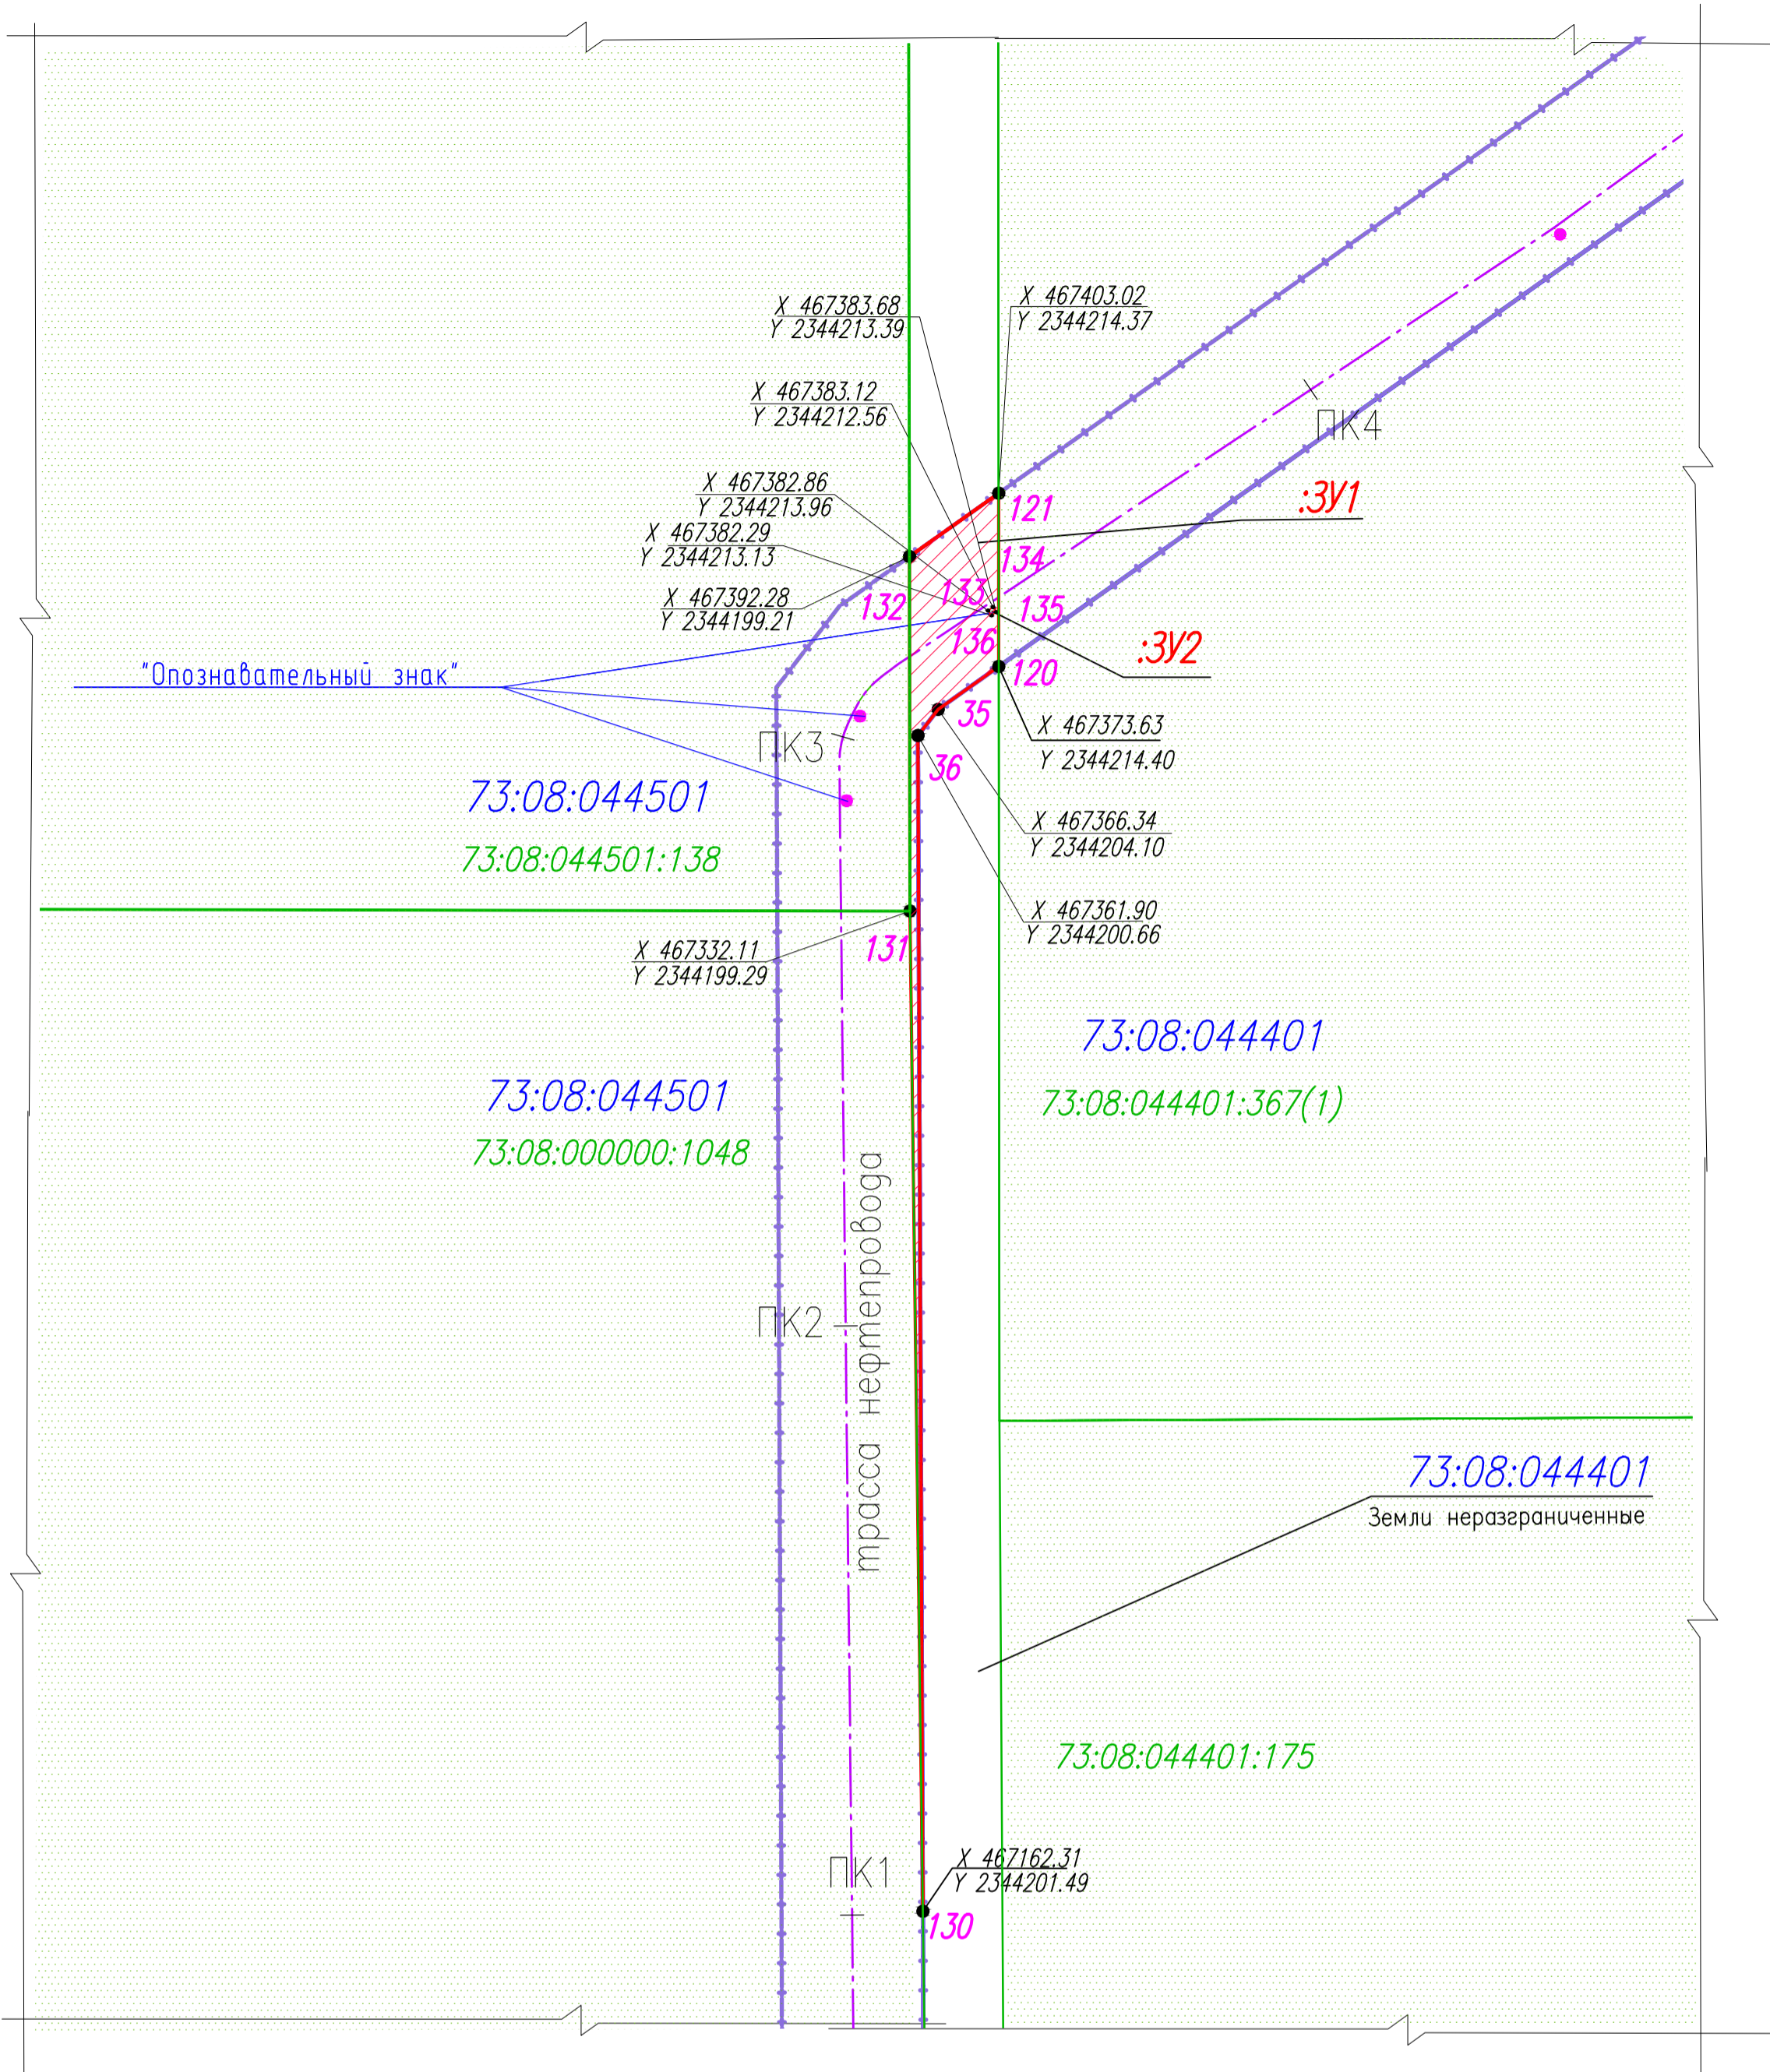 X 467383.68
Y 2344213.39
X 467403.02
Y 2344214.37
X 467383.12
Y 2344212.56
ПК4
X 467382.86
Y 2344213.96
:ЗУ1
121
X 467382.29
Y 2344213.13
134
133
X 467392.28
Y 2344199.21
132
135
136
:ЗУ2
"Опознавательный знак"
120
35
X 467373.63
Y 2344214.40
ПК3
36
73:08:044501
X 467366.34
Y 2344204.10
73:08:044501:138
X 467361.90
Y 2344200.66
131
X 467332.11
Y 2344199.29
73:08:044401
73:08:044501
73:08:044401:367(1)
73:08:000000:1048
трасса нефтепровода
ПК2
73:08:044401
Земли неразграниченные
73:08:044401:175
ПК1
X 467162.31
Y 2344201.49
130